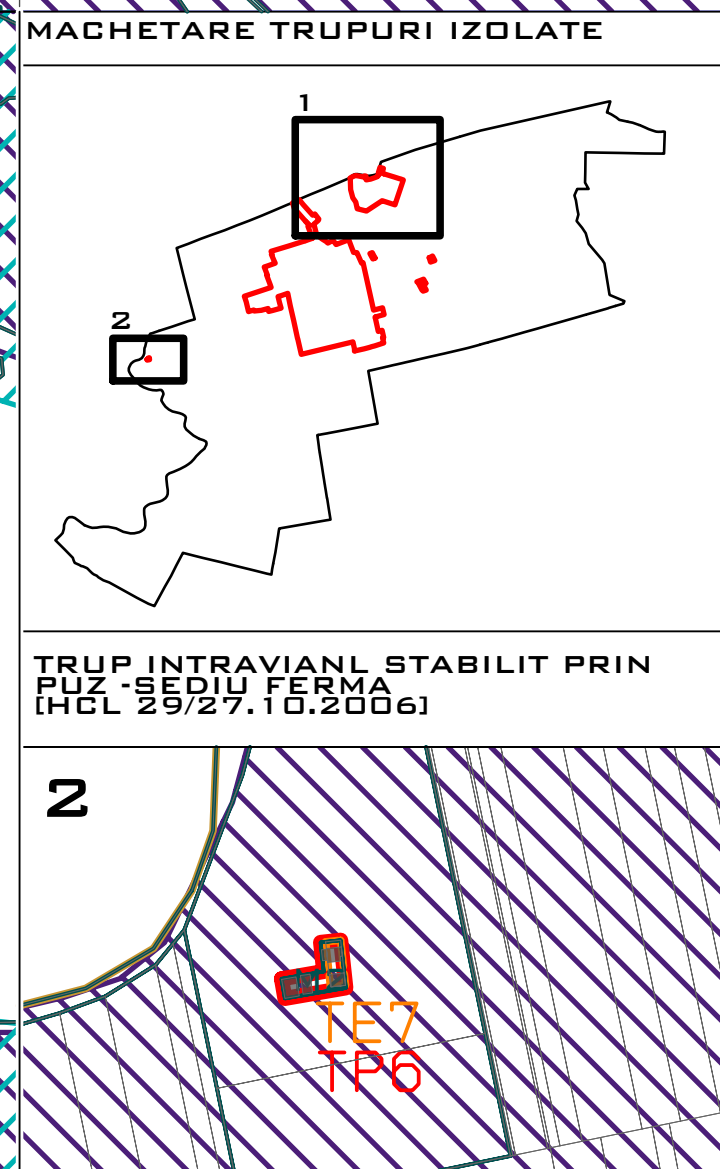 MACHETARE TRUPURI IZOLATE
1
2
TRUP INTRAVIANL STABILIT PRIN
PUZ -SEDIU FERMA
[HCL 29/27.10.2006]
2
TE7
TP6